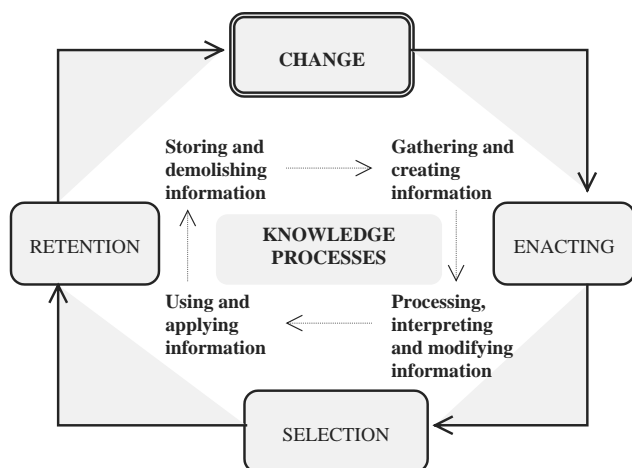 CHANGE
Storing and
demolishing
information
Gathering and
creating
information
RETENTION
KNOWLEDGE
PROCESSES
ENACTING
Using and
applying
information
Processing,
interpreting
and modifying
information
SELECTION